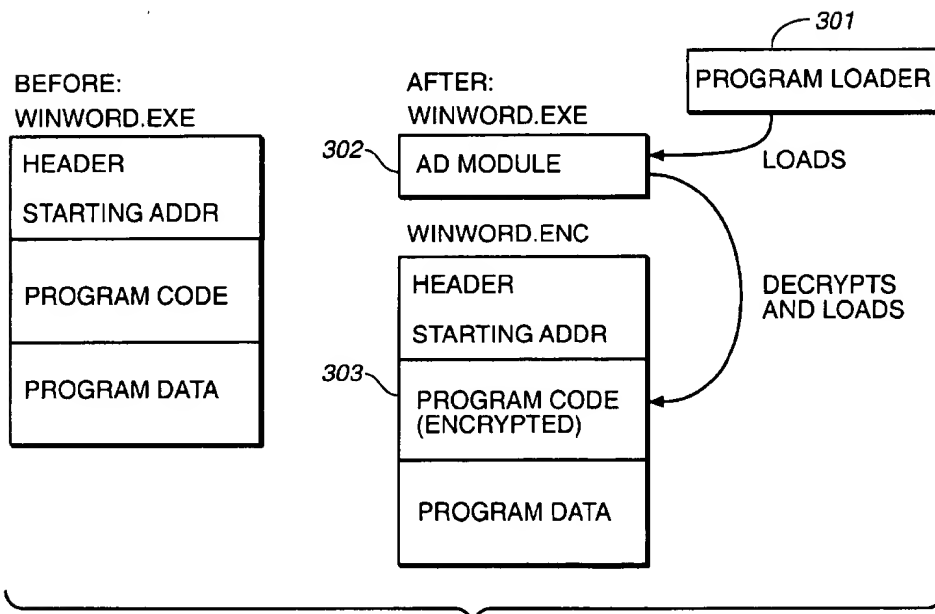 BEFORE:
WINWORD.EXE
HEADER
STARTING ADDR
PROGRAM CODE
PROGRAM DATA
AFTER:
WINWORD.EXE
302
AD MODULE
301
PROGRAM LOADER
LOADS
DECRYPTS
AND LOADS
WINWORD.ENC
HEADER
STARTING ADDR
303
PROGRAM CODE
(ENCRYPTED)
PROGRAM DATA